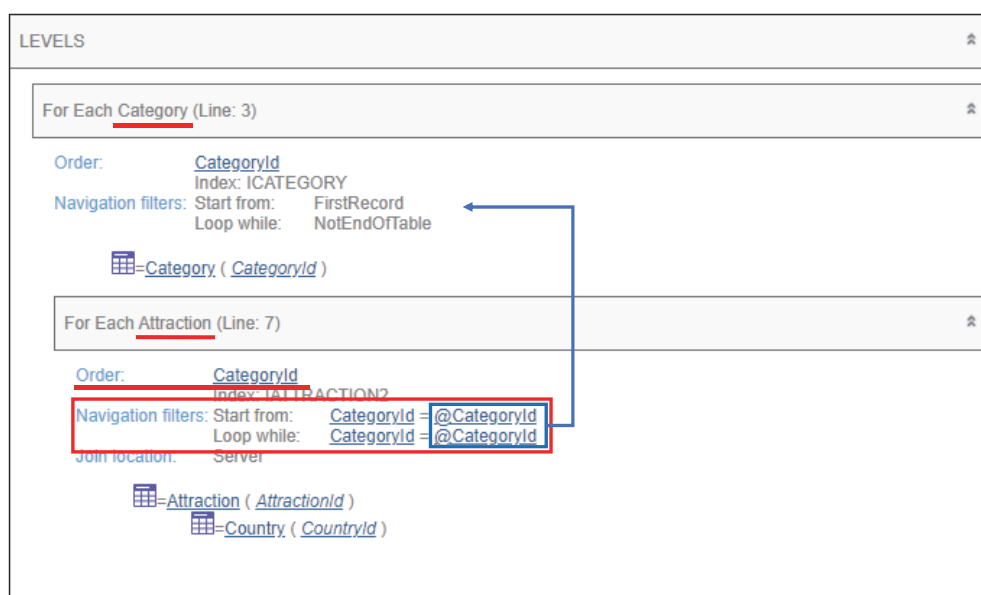 LEVELS
For Each Category (Line: 3)
Order: CategoryId
Index: ICATEGORY
Navigation filters: Start from: FirstRecord
Loop while: NotEndOfTable
=Category ( CategoryId )
For Each Attraction (Line: 7)
Order: CategoryId
Index: IATTRACTION2
Navigation filters: Start from: CategoryId = @CategoryId
Loop while: CategoryId = @CategoryId
Join location: Server
=Attraction ( AttractionId )
=Country ( CountryId )